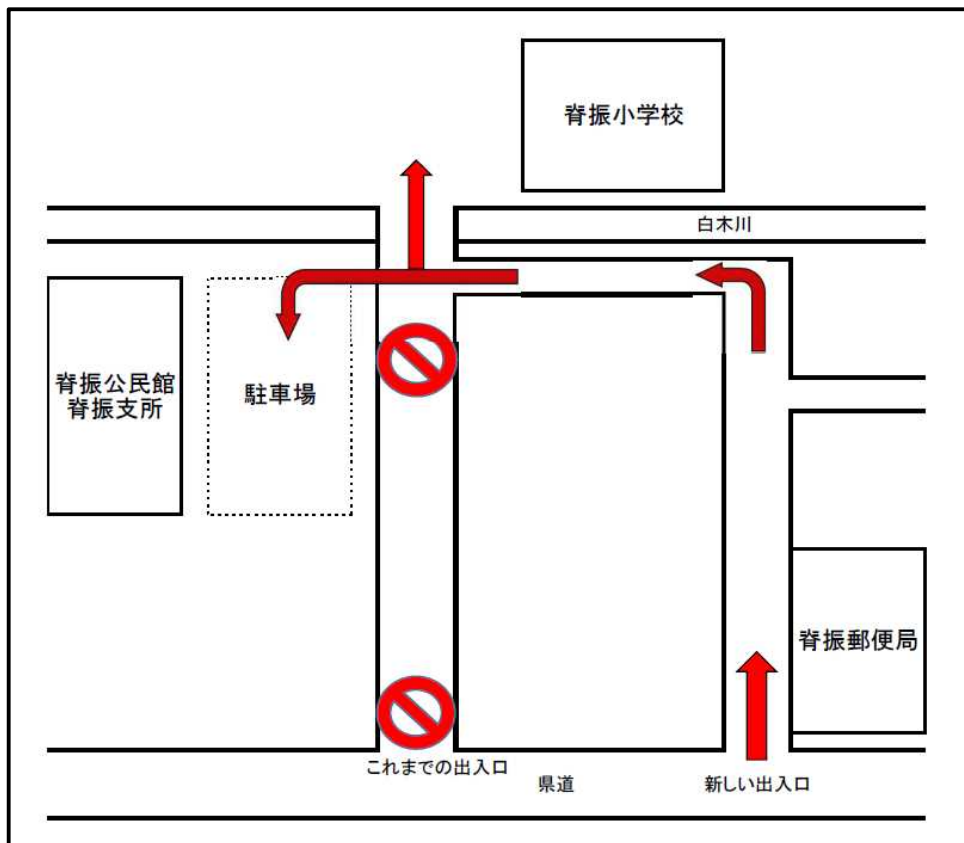 脊振小学校
白木川
脊振公民館
脊振支所
駐車場
脊振郵便局
これまでの出入口
県道
新しい出入口